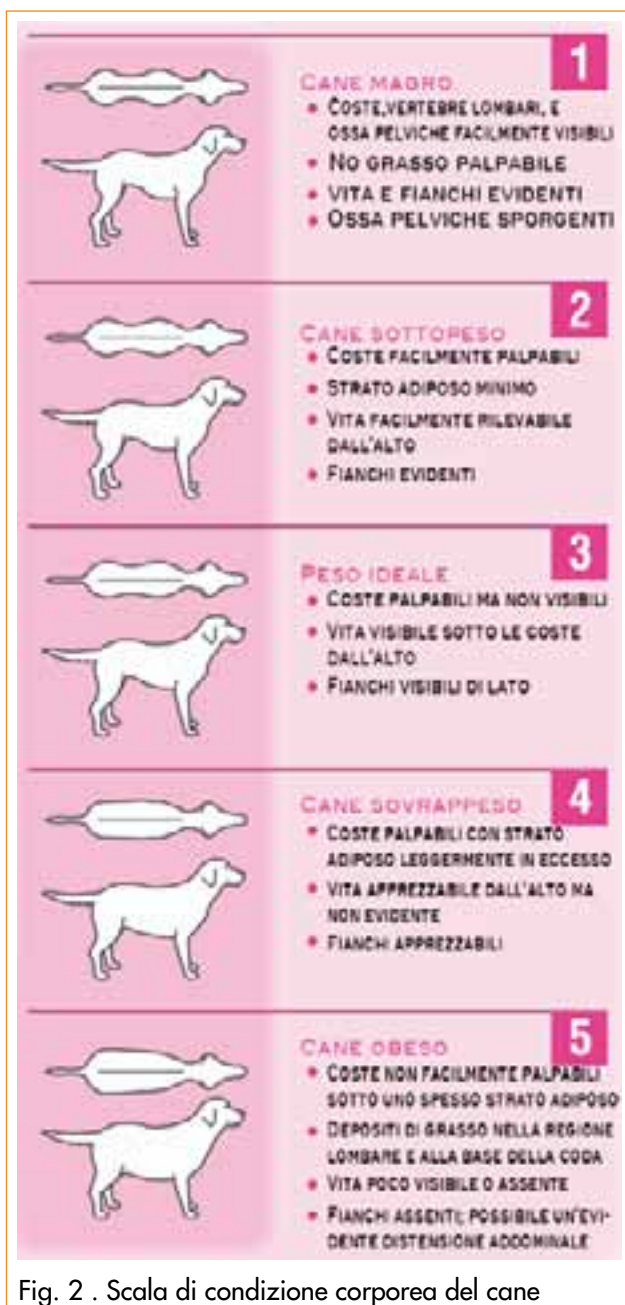 1
CANE MAGRO
• COSTE,VERTEBRE LOMBARI, E
OSSA PELVICHE FACILMENTE VISIBILI
• NO GRASSO PALPABILE
• VITA E FIANCHI EVIDENTI
• OSSA PELVICHE SPORGENTI
2
CANE SOTTOPESO
• COSTE FACILMENTE PALPABILI
• STRATO ADIPOSO MINIMO
• VITA FACILMENTE RILEVABILE
DALL'ALTO
• FIANCHI EVIDENTI
3
PESO IDEALE
• COSTE PALPABILI MA NON VISIBILI
• VITA VISIBILE SOTTO LE COSTE
DALL'ALTO
• FIANCHI VISIBILI DI LATO
4
CANE SOVRAPPESO
• COSTE PALPABILI CON STRATO
ADIPOSO LEGGERMENTE IN ECCESSO
• VITA APPREZZABILE DALL'ALTO MA
NON EVIDENTE
• FIANCHI APPREZZABILI
5
CANE OBESO
• COSTE NON FACILMENTE PALPABILI
SOTTO UNO SPESSO STRATO ADIPOSO
• DEPOSITI DI GRASSO NELLA REGIONE
LOMBARE E ALLA BASE DELLA CODA
• VITA POCO VISIBILE O ASSENTE
• FIANCHI ASSENTI; POSSIBILE UN'EVI-
DENTE DISTENSIONE ADDOMINALE
Fig. 2 . Scala di condizione corporea del cane